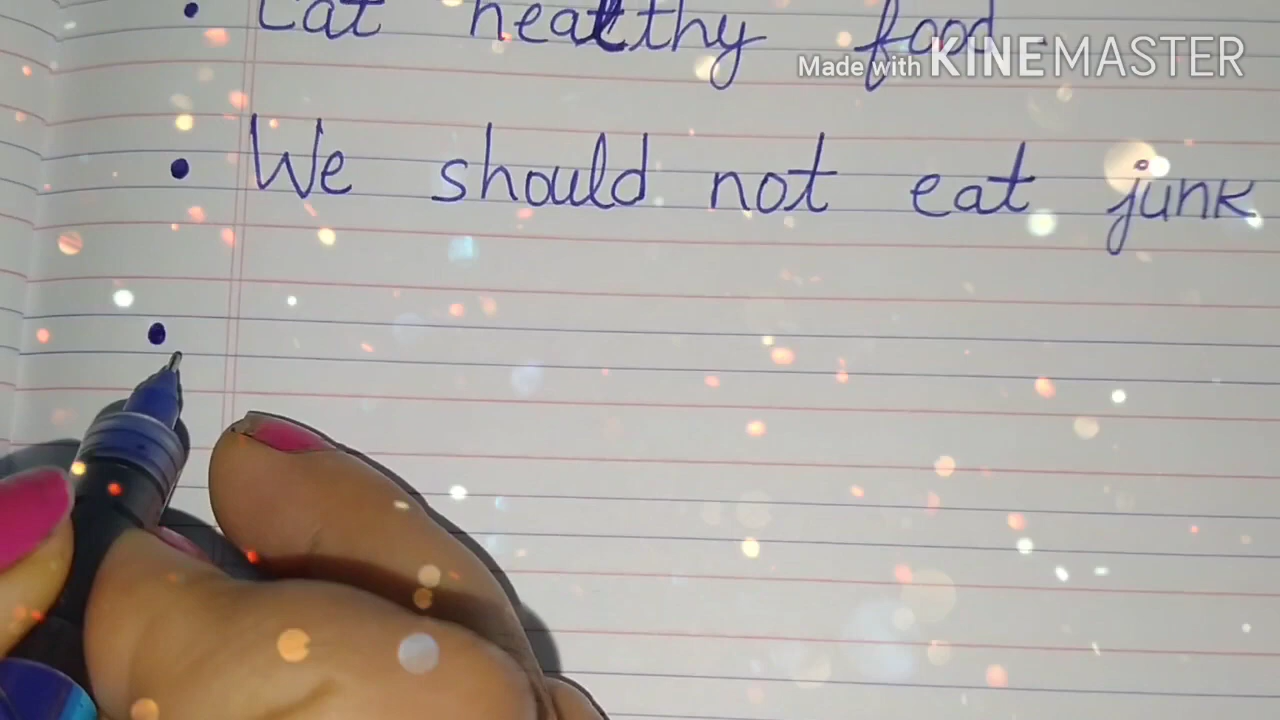 • Eat healthy food.
Made with KINEMASTER
• We should not eat junk
•